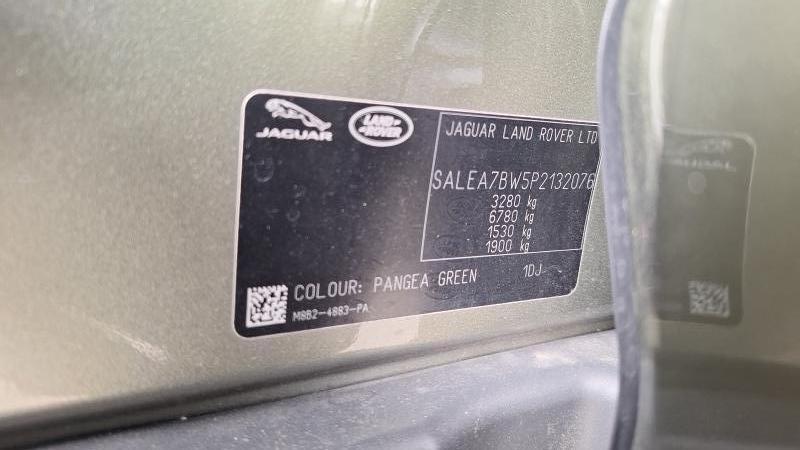 JAGUAR
LAND
ROVER
JAGUAR LAND ROVER LTD
SALEA7BW5P2132076
3280 kg
6780 kg
1530 kg
1900 kg
COLOUR: PANGEA GREEN 1DJ
M8B2-4883-PA